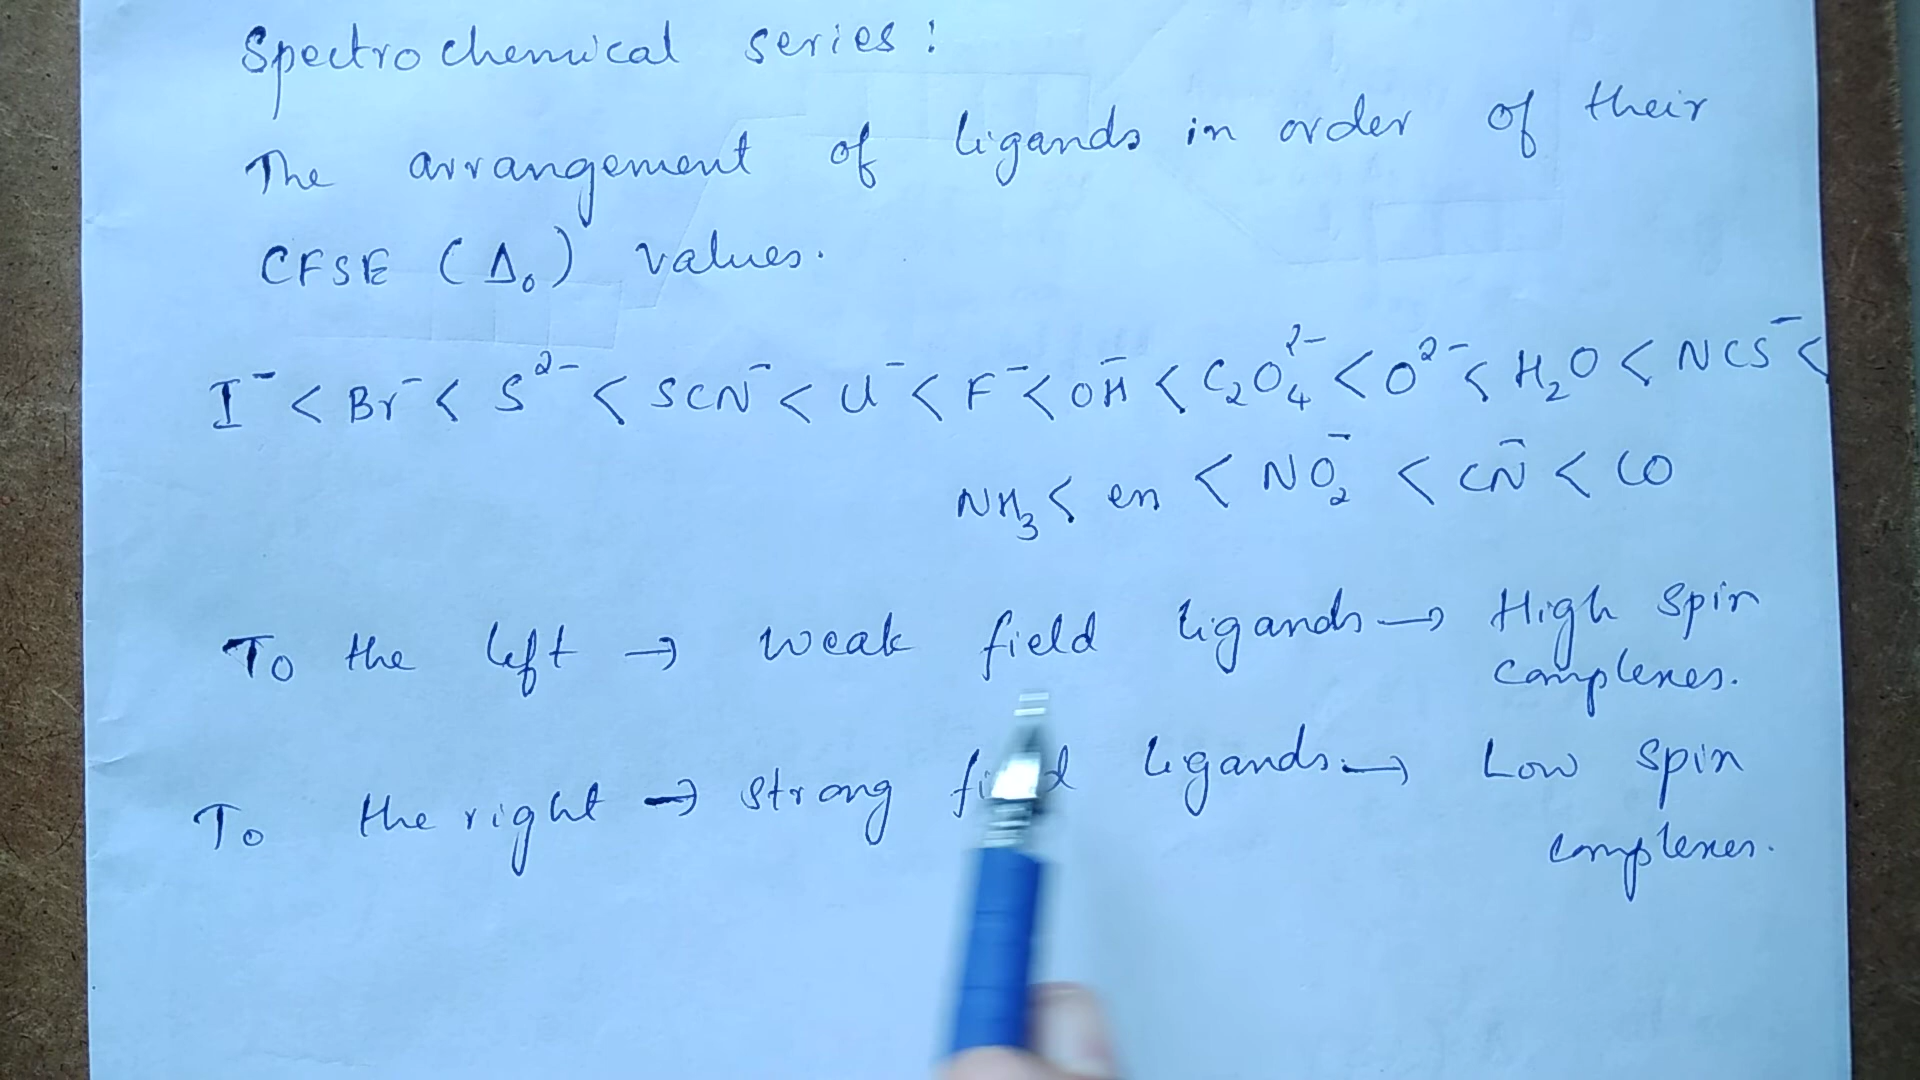 Spectrochemical series:
The arrangement of ligands in order of their
CFSE (Δ₀) values.
I⁻ < Br⁻ < S²⁻ < SCN⁻ < Cl⁻ < F⁻ < OH⁻ < C₂O₄²⁻ < O²⁻ < H₂O < NCS⁻ <
NH₃ < en < NO₂⁻ < CN⁻ < CO
To the left → weak field ligands → High spin
complexes.
To the right → strong field ligands → Low spin
complexes.